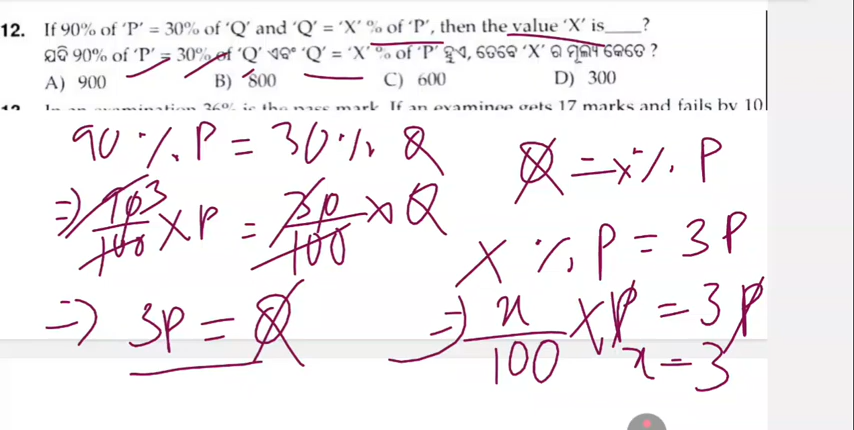 12. If 90% of 'P' = 30% of 'Q' and 'Q' = 'X' % of 'P', then the value 'X' is____?
ଯଦି 90% of 'P' = 30% of 'Q' ଏବଂ 'Q' = 'X' % of 'P' ହୁଏ, ତେବେ 'X' ର ମୂଲ୍ୟ କେତେ ?
A) 900 B) 800 C) 600 D) 300
In an examination 36% is the pass mark. If an examinee gets 17 marks and fails by 10
90 % P = 30 % Q
⇒ 90 3/100 × P = 30/100 × Q
⇒ 3P = Q
Q = x % P
x % P = 3P
⇒ x/100 × P = 3P
x = 3